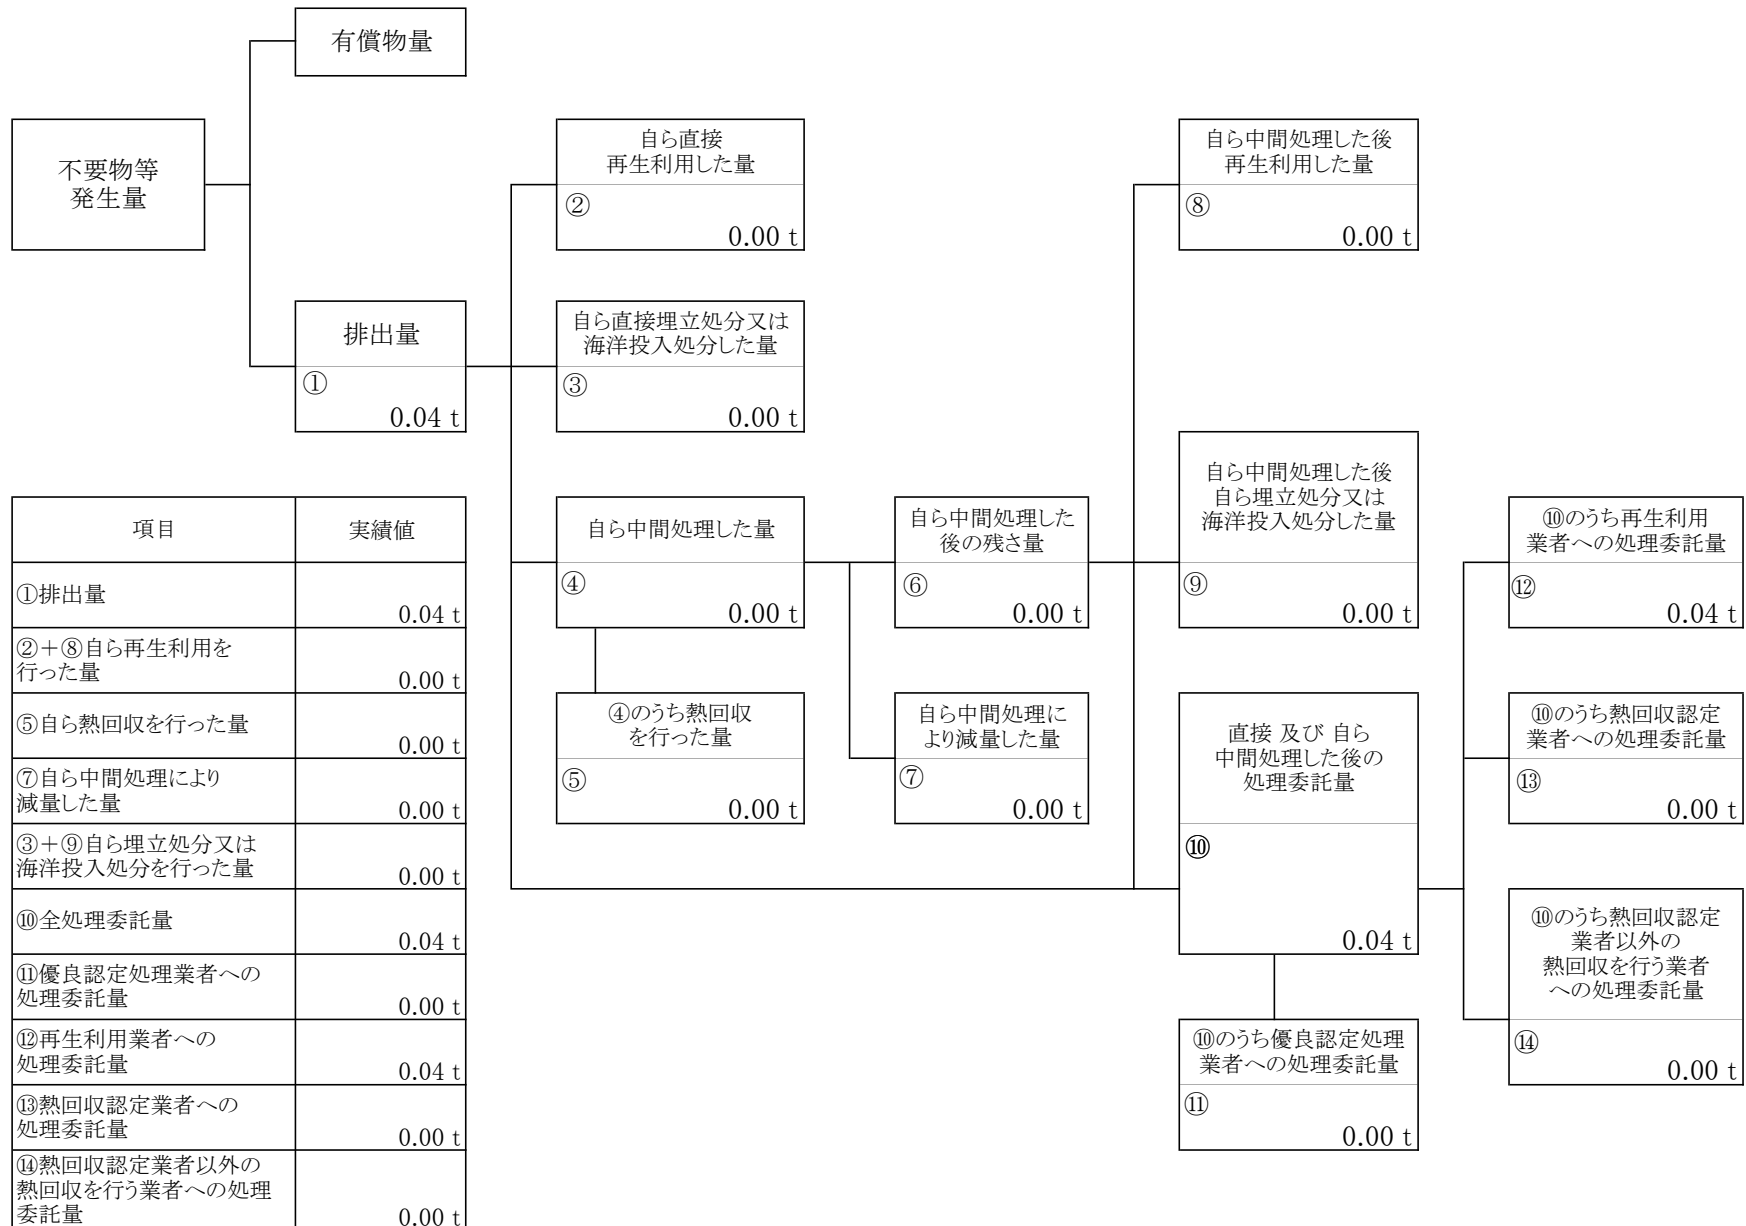 有償物量
不要物等
発生量
自ら直接
再生利用した量
②
0.00 t
自ら中間処理した後
再生利用した量
⑧
0.00 t
排出量
①
0.04 t
自ら直接埋立処分又は
海洋投入処分した量
③
0.00 t
自ら中間処理した量
④
0.00 t
自ら中間処理した
後の残さ量
⑥
0.00 t
自ら中間処理した後
自ら埋立処分又は
海洋投入処分した量
⑨
0.00 t
⑩のうち再生利用
業者への処理委託量
⑫
0.04 t
④のうち熱回収
を行った量
⑤
0.00 t
自ら中間処理に
より減量した量
⑦
0.00 t
直接 及び 自ら
中間処理した後の
処理委託量
⑩
0.04 t
⑩のうち熱回収認定
業者への処理委託量
⑬
0.00 t
⑩のうち熱回収認定
業者以外の
熱回収を行う業者
への処理委託量
⑭
0.00 t
⑩のうち優良認定処理
業者への処理委託量
⑪
0.00 t
項目 実績値
①排出量
0.04 t
②+⑧自ら再生利用を
行った量
0.00 t
⑤自ら熱回収を行った量
0.00 t
⑦自ら中間処理により
減量した量
0.00 t
③+⑨自ら埋立処分又は
海洋投入処分を行った量
0.00 t
⑩全処理委託量
0.04 t
⑪優良認定処理業者への
処理委託量
0.00 t
⑫再生利用業者への
処理委託量
0.04 t
⑬熱回収認定業者への
処理委託量
0.00 t
⑭熱回収認定業者以外の
熱回収を行う業者への処理
委託量
0.00 t